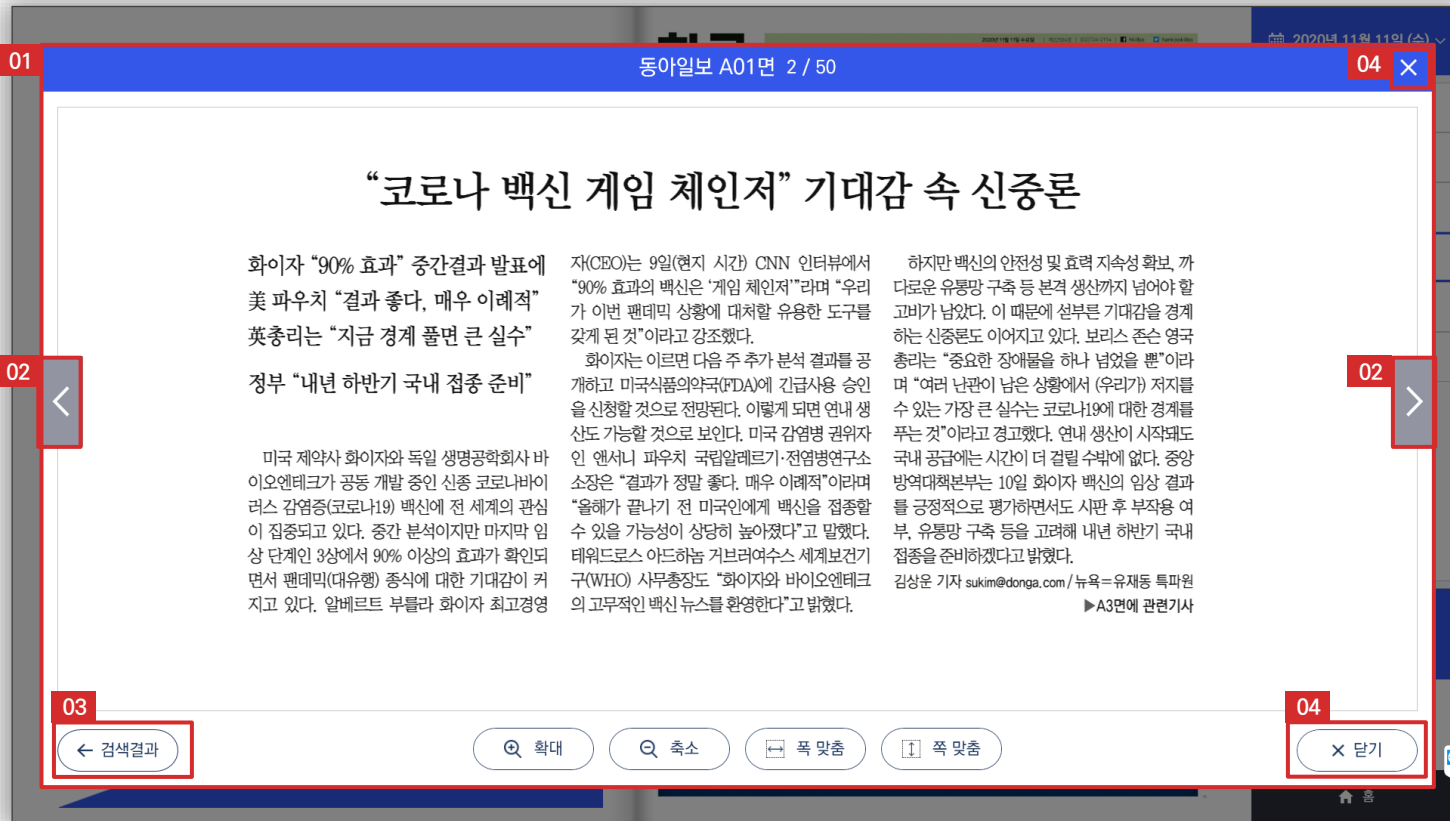 2020년 11월 11일 수요일
2020년 11월 11일 (수)
01
동아일보 A01면 2 / 50
04
“코로나 백신 게임 체인저” 기대감 속 신중론
화이자 “90% 효과” 중간결과 발표에
美 파우치 “결과 좋다, 매우 이례적”
英총리는 “지금 경계 풀면 큰 실수”
정부 “내년 하반기 국내 접종 준비”
미국 제약사 화이자와 독일 생명공학회사 바
이오엔테크가 공동 개발 중인 신종 코로나바이
러스 감염증(코로나19) 백신에 전 세계의 관심
이 집중되고 있다. 중간 분석이지만 마지막 임
상 단계인 3상에서 90% 이상의 효과가 확인되
면서 팬데믹(대유행) 종식에 대한 기대감이 커
지고 있다. 알베르트 부를라 화이자 최고경영
자(CEO)는 9일(현지 시간) CNN 인터뷰에서
“90% 효과의 백신은 ‘게임 체인저’”라며 “우리
가 이번 팬데믹 상황에 대처할 유용한 도구를
갖게 된 것”이라고 강조했다.
화이자는 이르면 다음 주 추가 분석 결과를 공
개하고 미국식품의약국(FDA)에 긴급사용 승인
을 신청할 것으로 전망된다. 이렇게 되면 연내 생
산도 가능할 것으로 보인다. 미국 감염병 권위자
인 앤서니 파우치 국립알레르기·전염병연구소
소장은 “결과가 정말 좋다. 매우 이례적”이라며
“올해가 끝나기 전 미국인에게 백신을 접종할
수 있을 가능성이 상당히 높아졌다”고 말했다.
테워드로스 아드하놈 거브러여수스 세계보건기
구(WHO) 사무총장도 “화이자와 바이오엔테크
의 고무적인 백신 뉴스를 환영한다”고 밝혔다.
하지만 백신의 안전성 및 효력 지속성 확보, 까
다로운 유통망 구축 등 본격 생산까지 넘어야 할
고비가 남았다. 이 때문에 섣부른 기대감을 경계
하는 신중론도 이어지고 있다. 보리스 존슨 영국
총리는 “중요한 장애물을 하나 넘었을 뿐”이라
며 “여러 난관이 남은 상황에서 (우리가) 저지를
수 있는 가장 큰 실수는 코로나19에 대한 경계를
푸는 것”이라고 경고했다. 연내 생산이 시작돼도
국내 공급에는 시간이 더 걸릴 수밖에 없다. 중앙
방역대책본부는 10일 화이자 백신의 임상 결과
를 긍정적으로 평가하면서도 시판 후 부작용 여
부, 유통망 구축 등을 고려해 내년 하반기 국내
접종을 준비하겠다고 밝혔다.
김상운 기자 sukim@donga.com / 뉴욕=유재동 특파원
▶A3면에 관련기사
02
02
03
04
← 검색결과
확대
축소
폭 맞춤
쪽 맞춤
× 닫기
홈